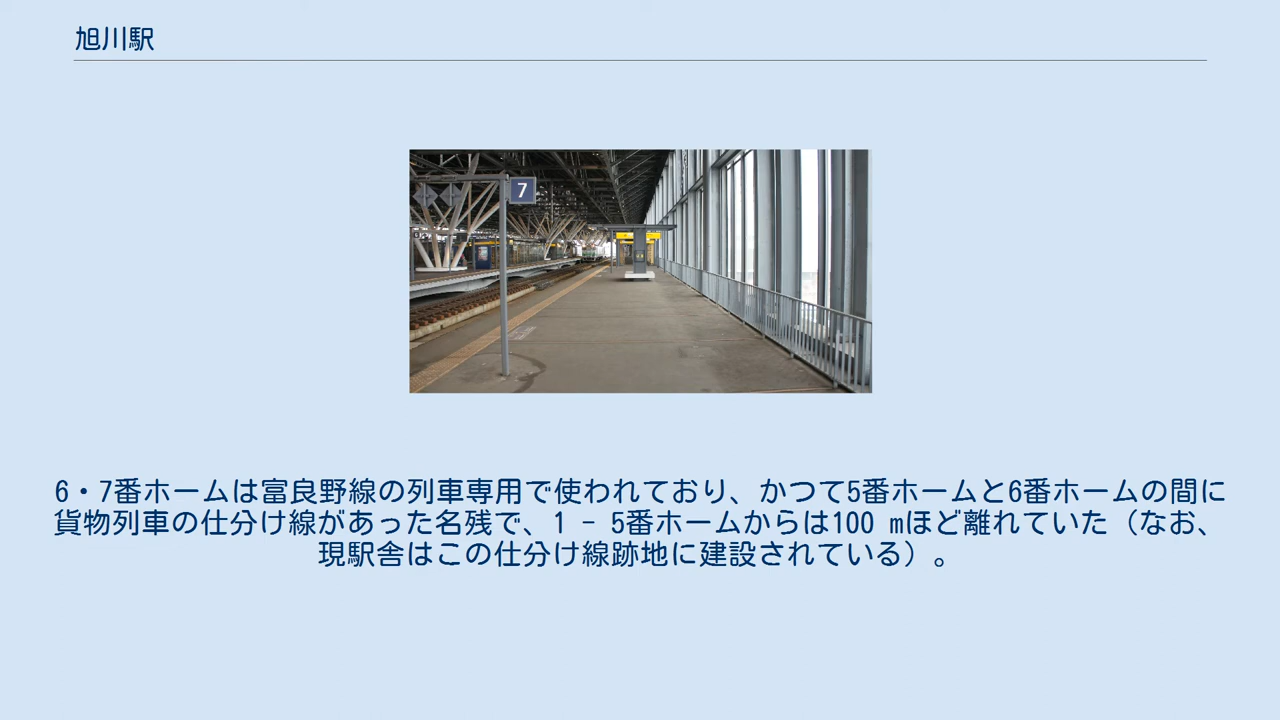 旭川駅
7
6・7番ホームは富良野線の列車専用で使われており、かつて5番ホームと6番ホームの間に
貨物列車の仕分け線があった名残で、1 - 5番ホームからは100 mほど離れていた（なお、
現駅舎はこの仕分け線跡地に建設されている）。